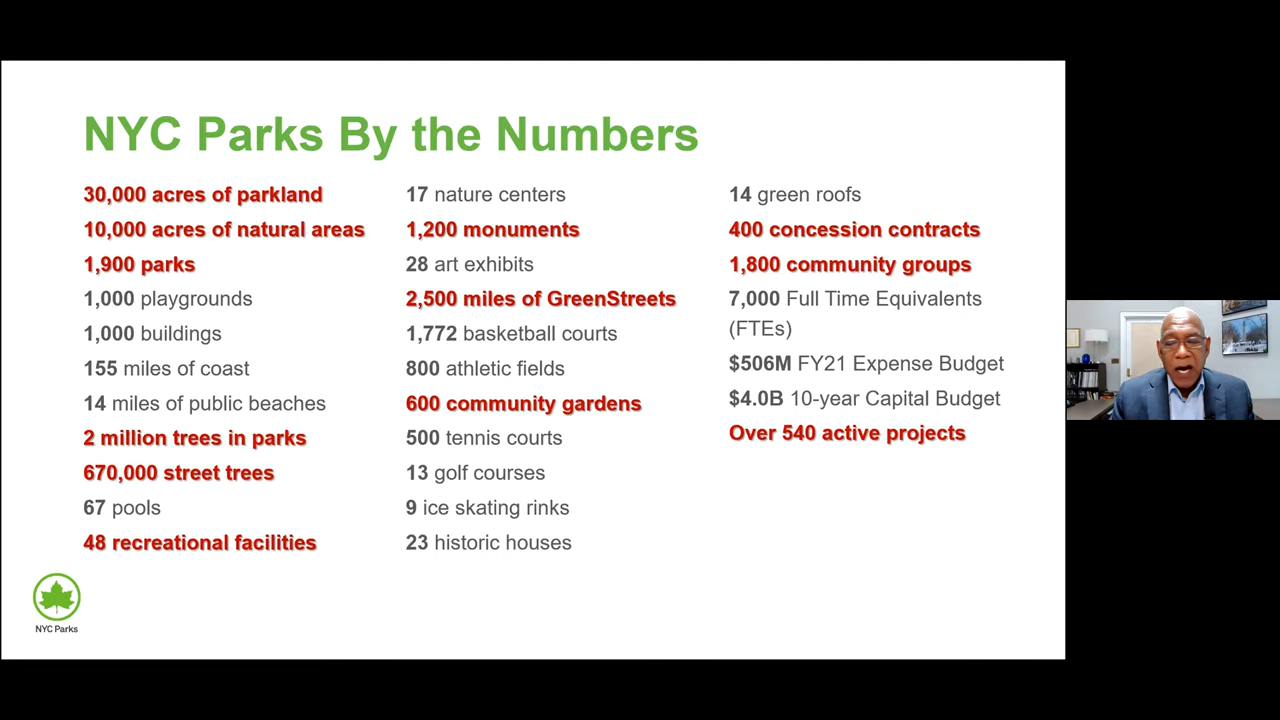 NYC Parks By the Numbers
30,000 acres of parkland
10,000 acres of natural areas
1,900 parks
1,000 playgrounds
1,000 buildings
155 miles of coast
14 miles of public beaches
2 million trees in parks
670,000 street trees
67 pools
48 recreational facilities
17 nature centers
1,200 monuments
28 art exhibits
2,500 miles of GreenStreets
1,772 basketball courts
800 athletic fields
600 community gardens
500 tennis courts
13 golf courses
9 ice skating rinks
23 historic houses
14 green roofs
400 concession contracts
1,800 community groups
7,000 Full Time Equivalents
(FTEs)
$506M FY21 Expense Budget
$4.0B 10-year Capital Budget
Over 540 active projects
NYC Parks